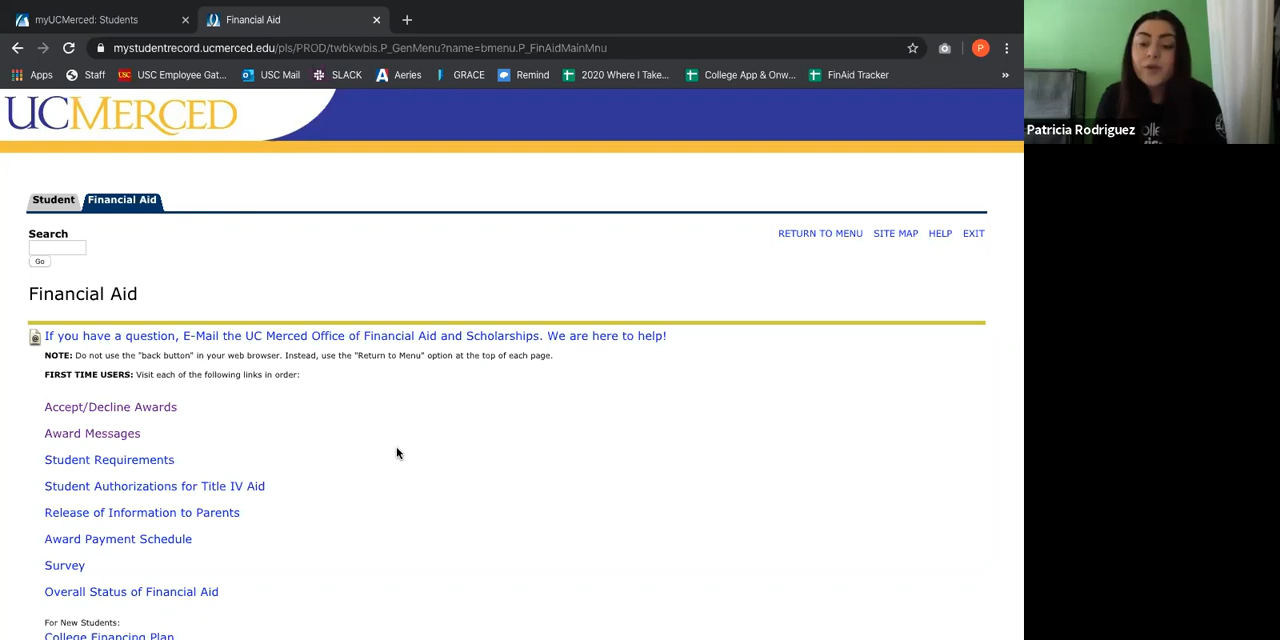 myUCMerced: Students
Financial Aid
mystudentrecord.ucmerced.edu/pls/PROD/twbkwbis.P_GenMenu?name=bmenu.P_FinAidMainMnu
P
Apps Staff USC USC Employee Gat... USC Mail SLACK Aeries GRACE Remind 2020 Where I Take... College App & Onw... FinAid Tracker »
UCMERCED
Patricia Rodriguez
Student Financial Aid
Search
RETURN TO MENU SITE MAP HELP EXIT
Go
Financial Aid
If you have a question, E-Mail the UC Merced Office of Financial Aid and Scholarships. We are here to help!
NOTE: Do not use the "back button" in your web browser. Instead, use the "Return to Menu" option at the top of each page.
FIRST TIME USERS: Visit each of the following links in order:
Accept/Decline Awards
Award Messages
Student Requirements
Student Authorizations for Title IV Aid
Release of Information to Parents
Award Payment Schedule
Survey
Overall Status of Financial Aid
For New Students:
College Financing Plan